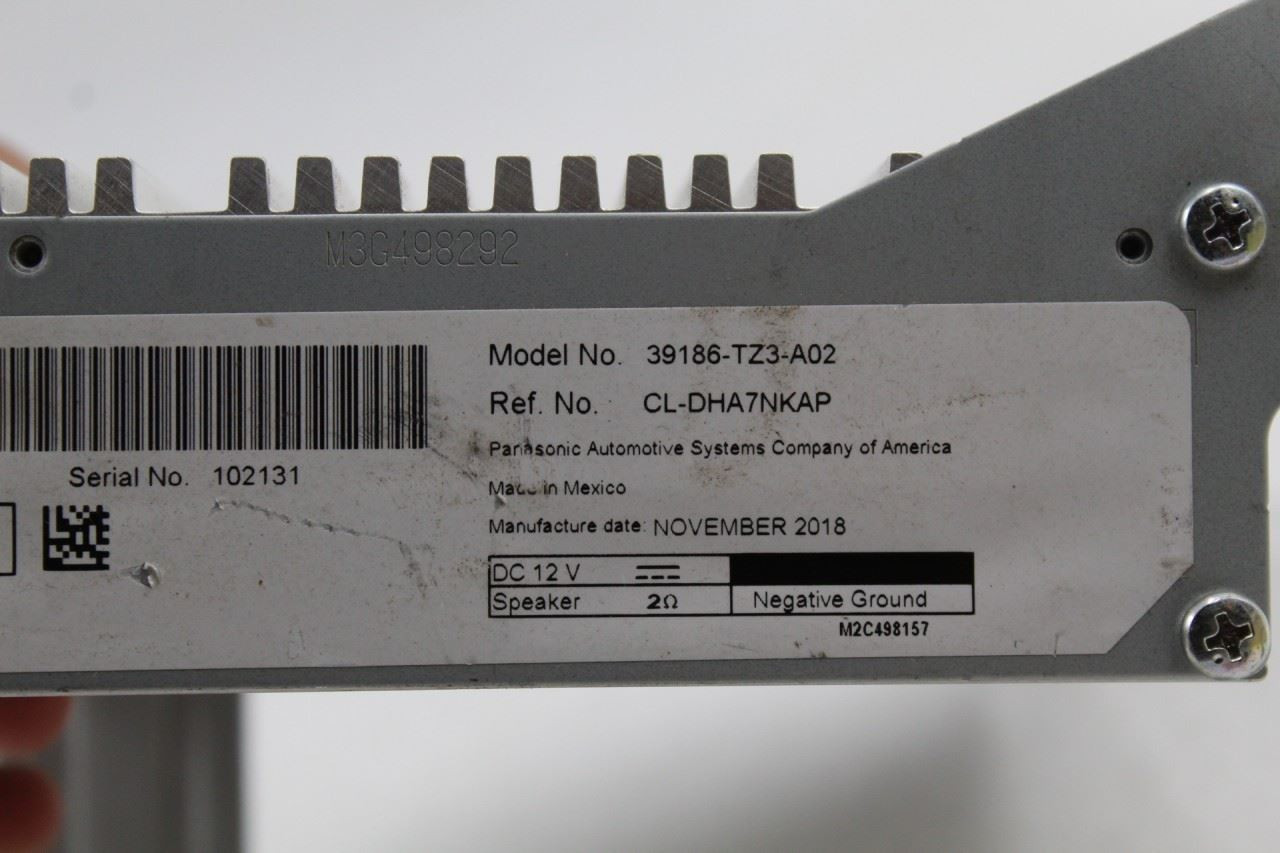 M3G498292
Model No. 39186-TZ3-A02
Ref. No. CL-DHA7NKAP
Panasonic Automotive Systems Company of America
Serial No. 102131
Made in Mexico
Manufacture date: NOVEMBER 2018
DC 12 V
Speaker 2Ω Negative Ground
M2C498157